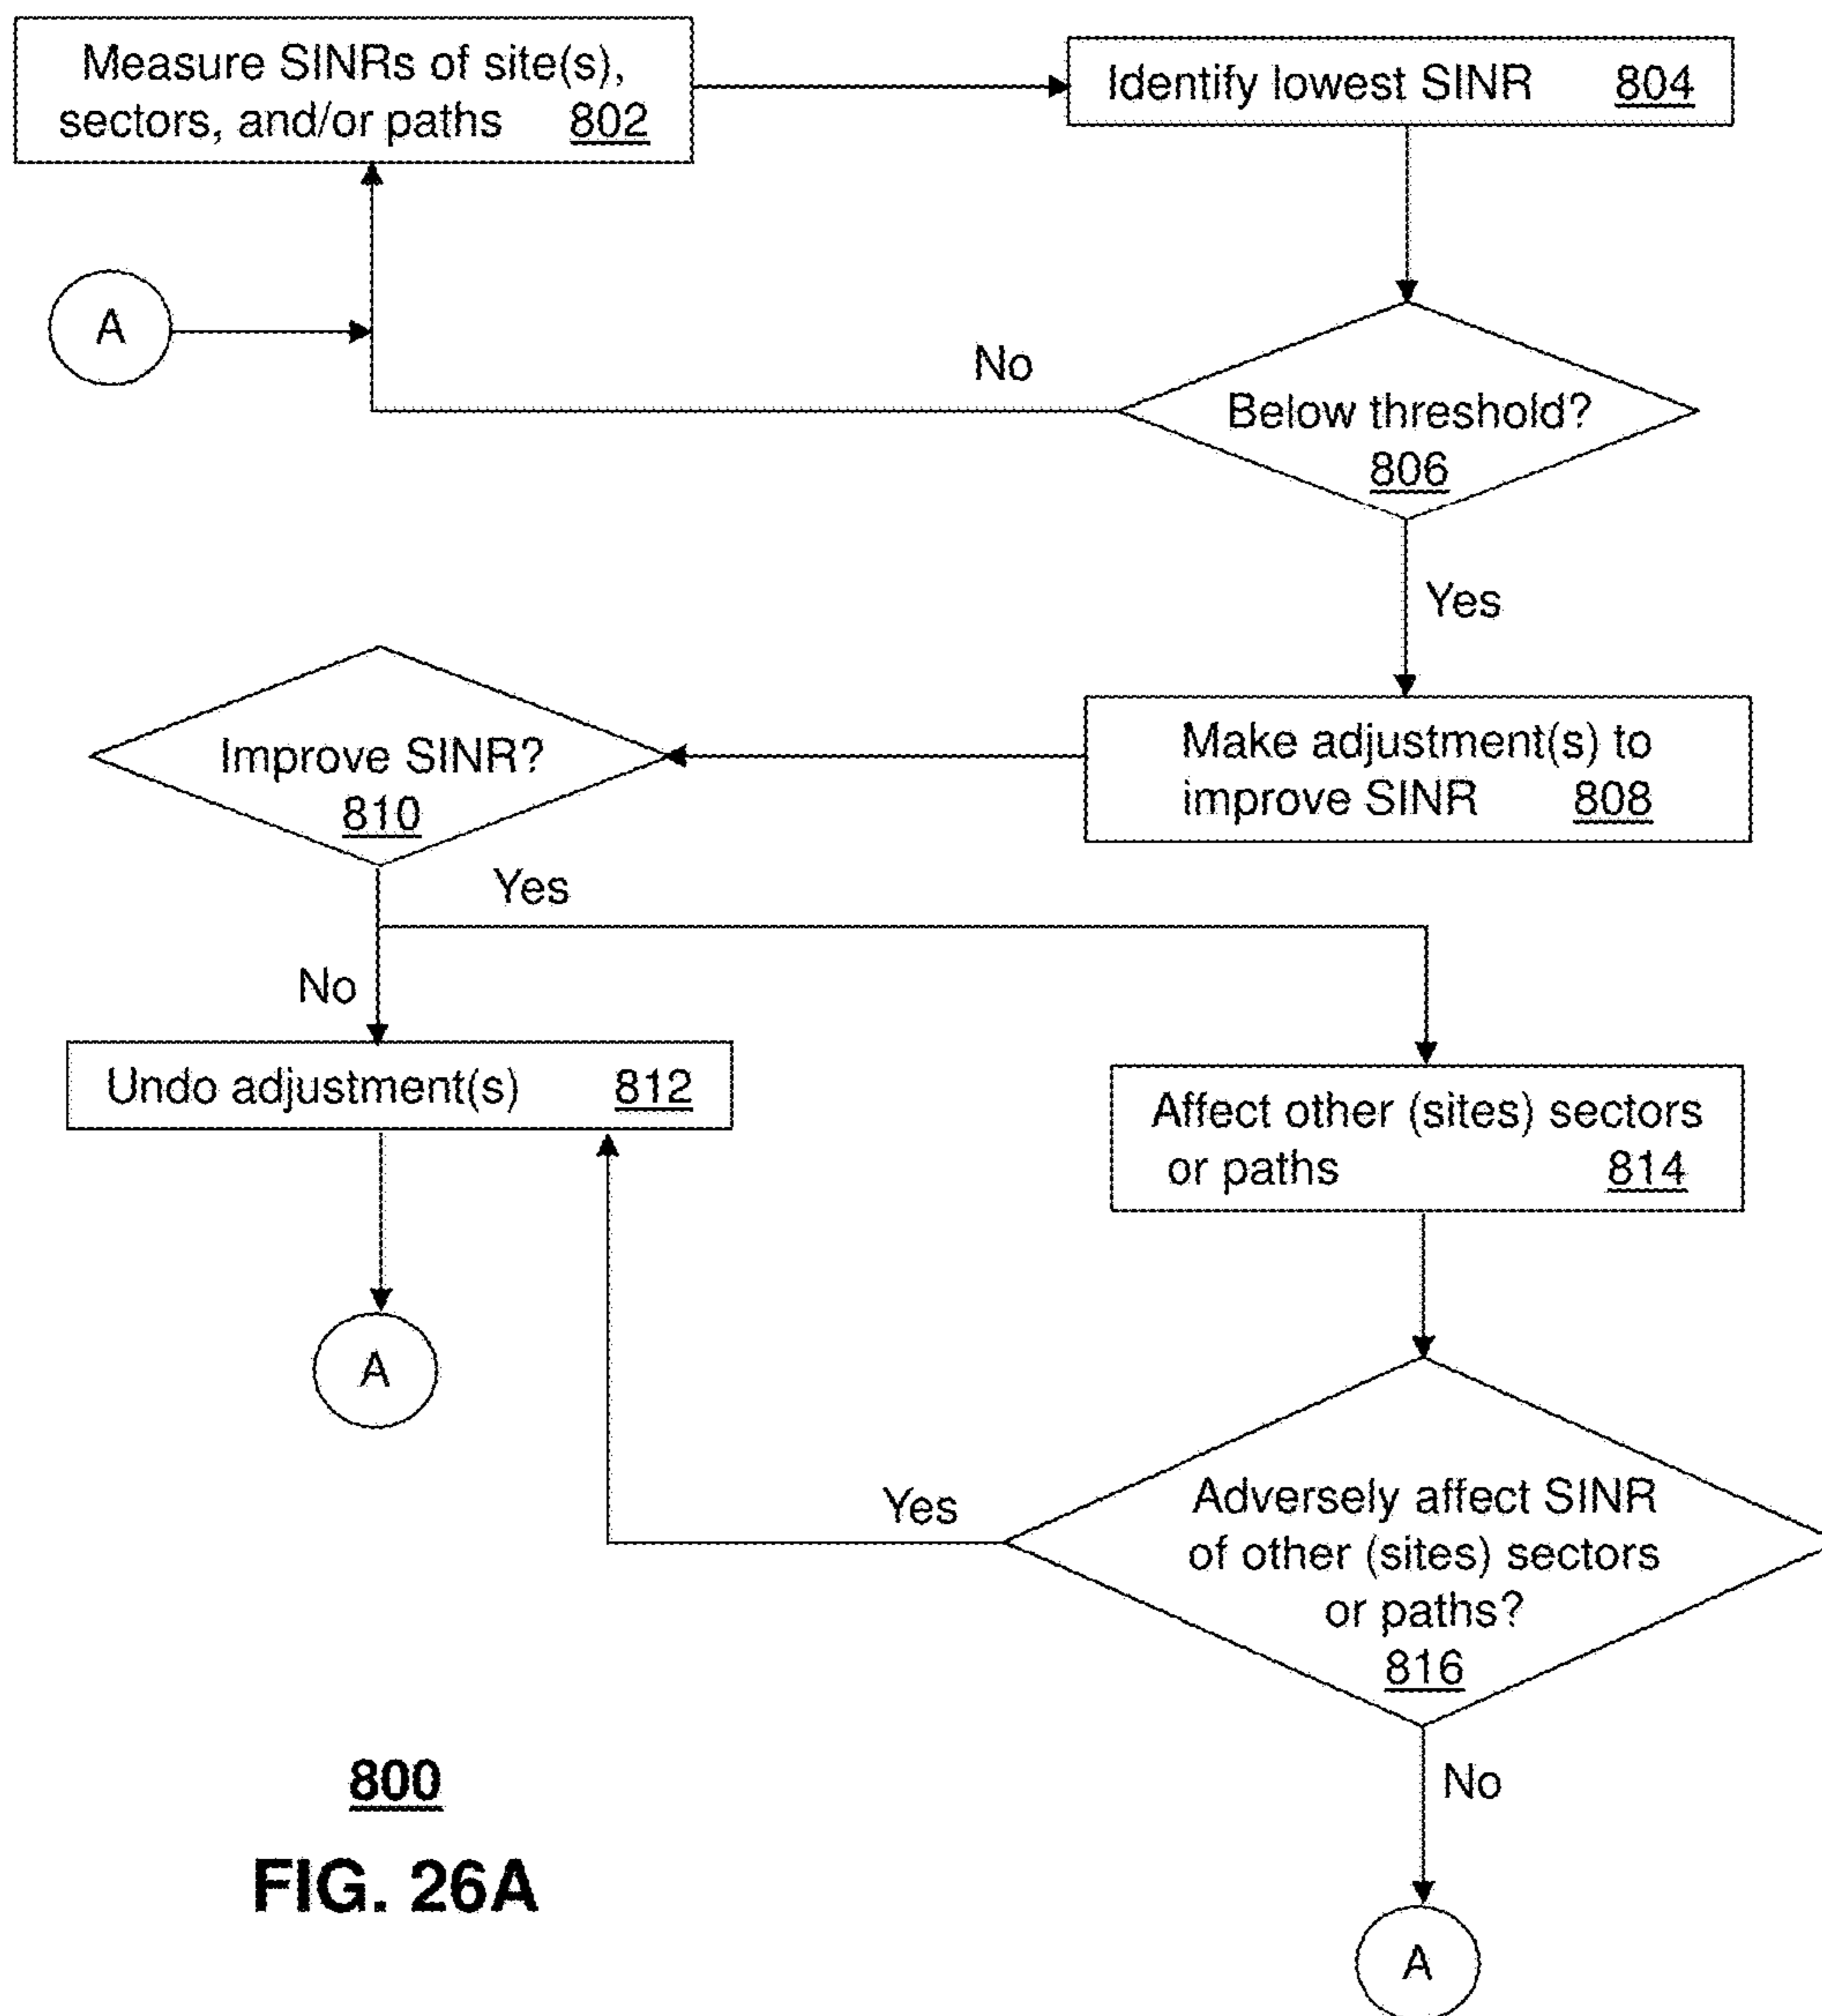 Measure SINRs of site(s),
sectors, and/or paths 802
Identify lowest SINR 804
A
No
Below threshold?
806
Yes
Improve SINR?
810
Make adjustment(s) to
improve SINR 808
Yes
No
Undo adjustment(s) 812
Affect other (sites) sectors
or paths 814
A
Yes
Adversely affect SINR
of other (sites) sectors
or paths?
816
No
800
FIG. 26A
A